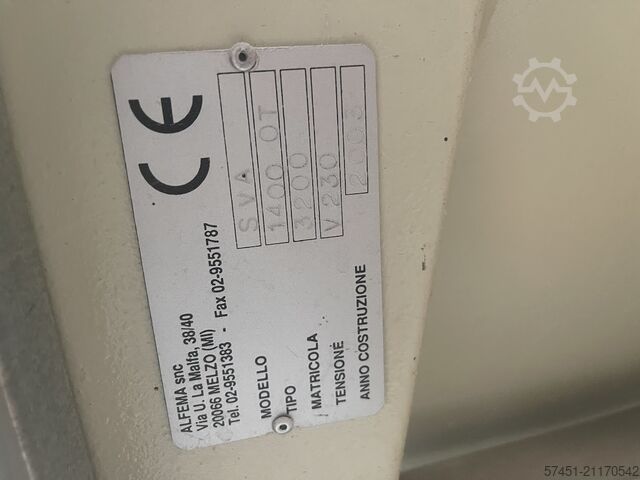 CE
ALFEMA snc
Via U. La Malfa, 38/40
20066 MELZO (MI)
Tel. 02-9551383 - Fax 02-9551787
MODELLO SVA
TIPO 1400 OT
MATRICOLA 3200
TENSIONE V230
ANNO COSTRUZIONE 2003
57451-21170542